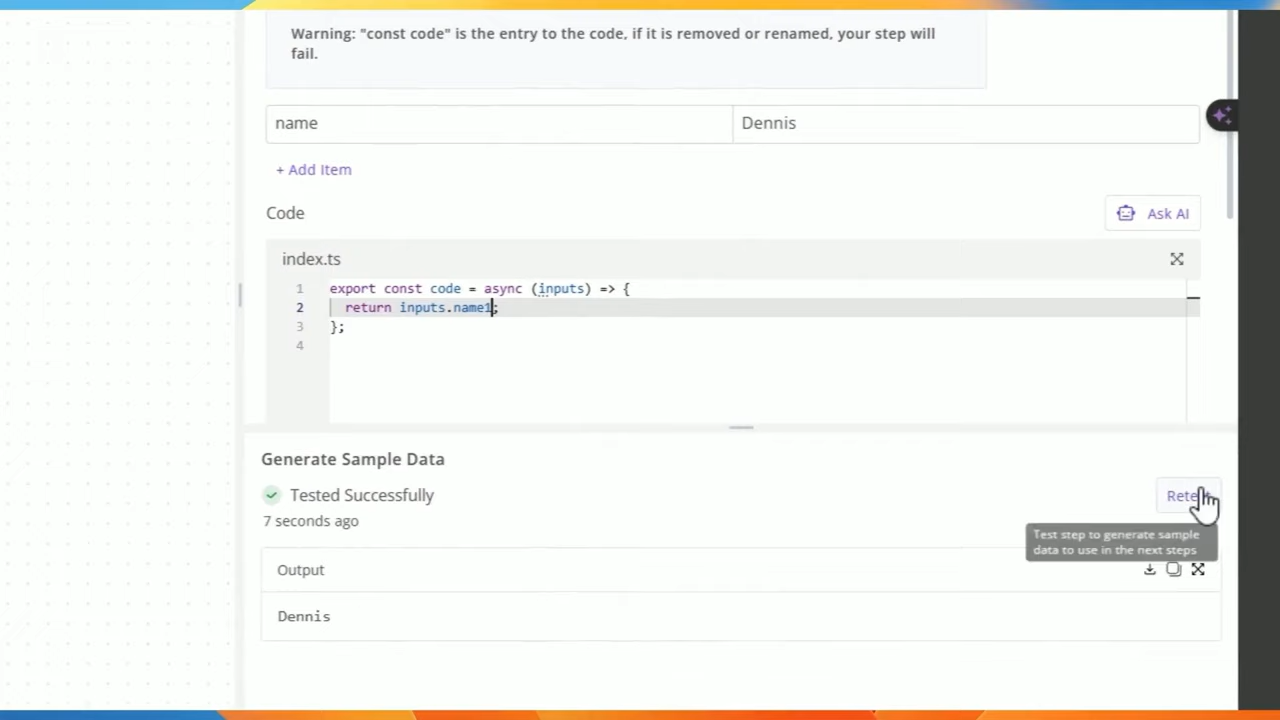 Warning: "const code" is the entry to the code, if it is removed or renamed, your step will
fail.
name
Dennis
+ Add Item
Code
Ask AI
index.ts
1 export const code = async (inputs) => {
2 return inputs.name1;
3 };
4
Generate Sample Data
Tested Successfully
7 seconds ago
Test step to generate sample
data to use in the next steps
Output
Dennis